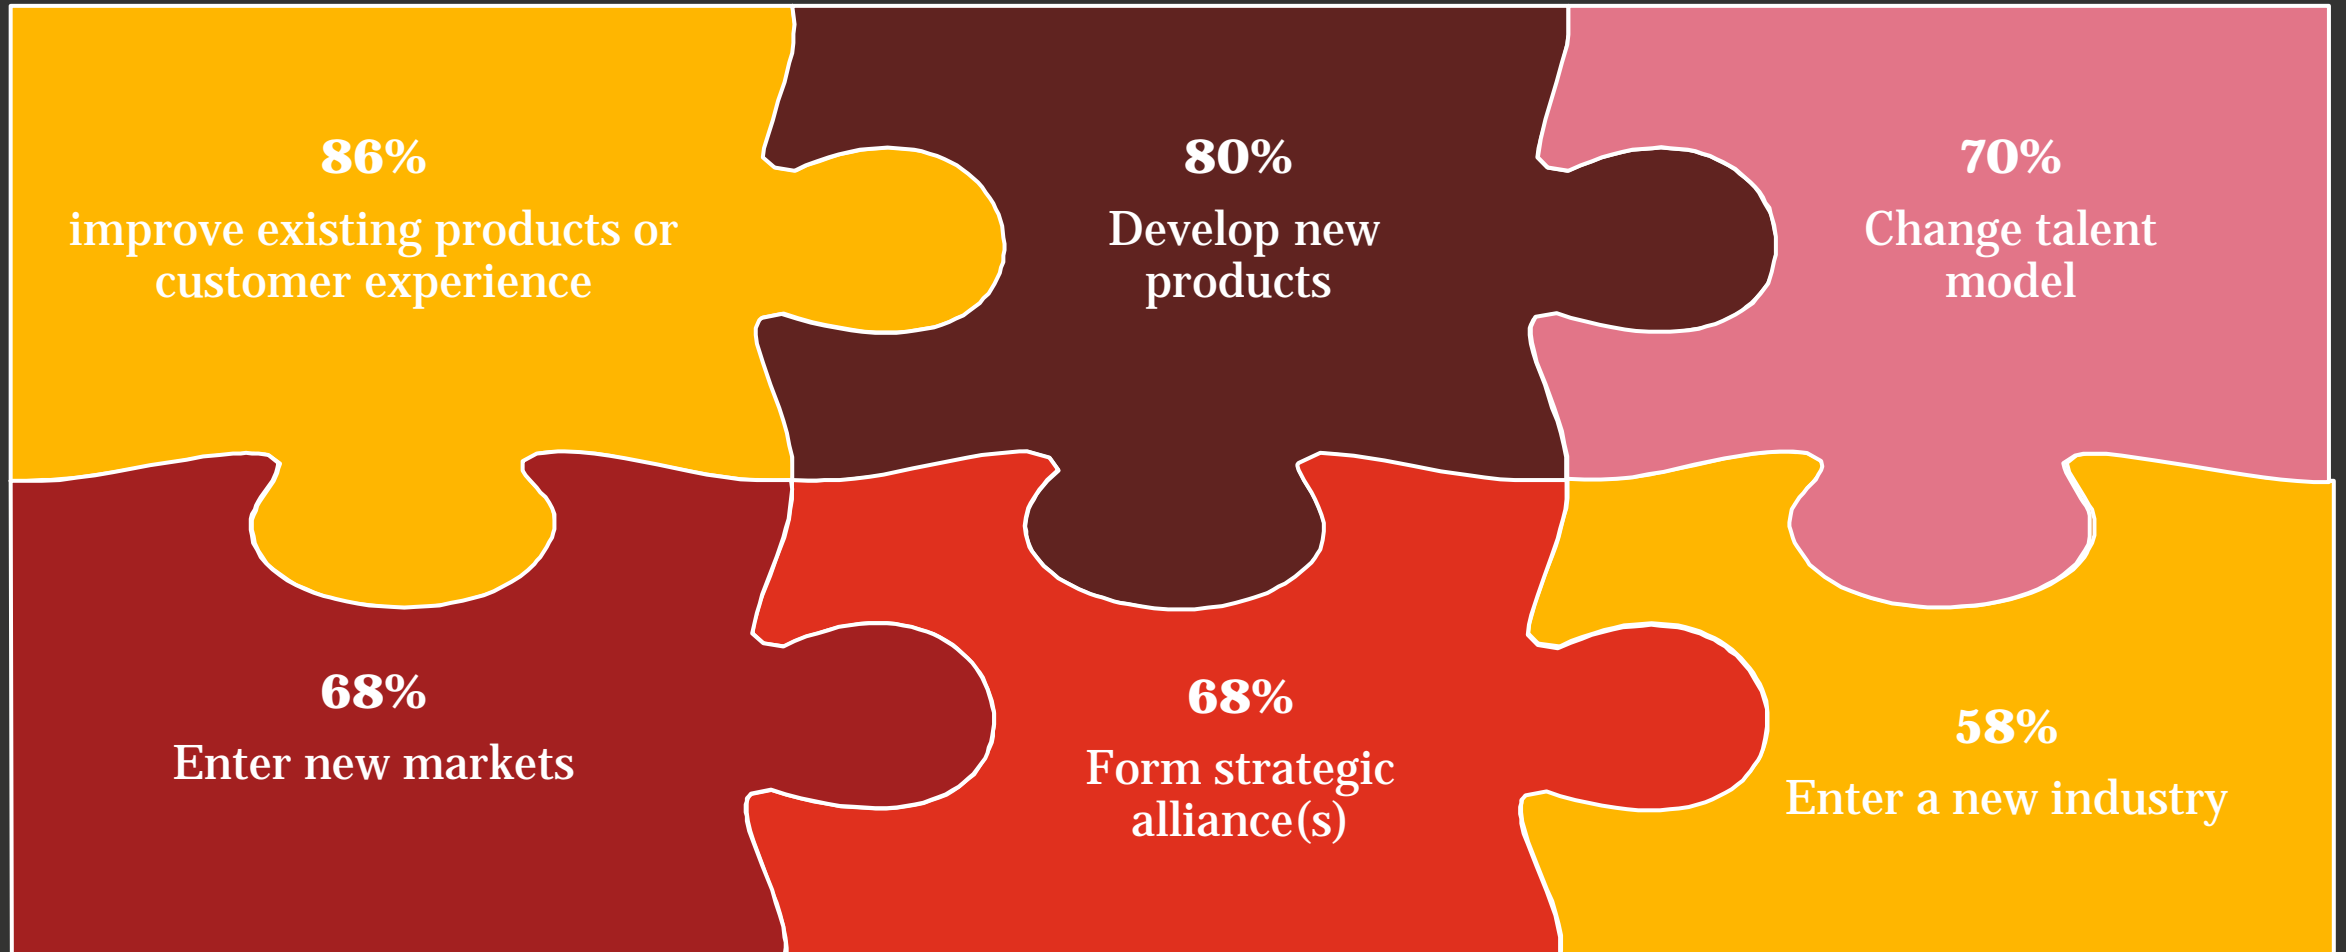 86%
improve existing products or
customer experience
80%
Develop new
products
70%
Change talent
model
68%
Enter new markets
68%
Form strategic
alliance(s)
58%
Enter a new industry